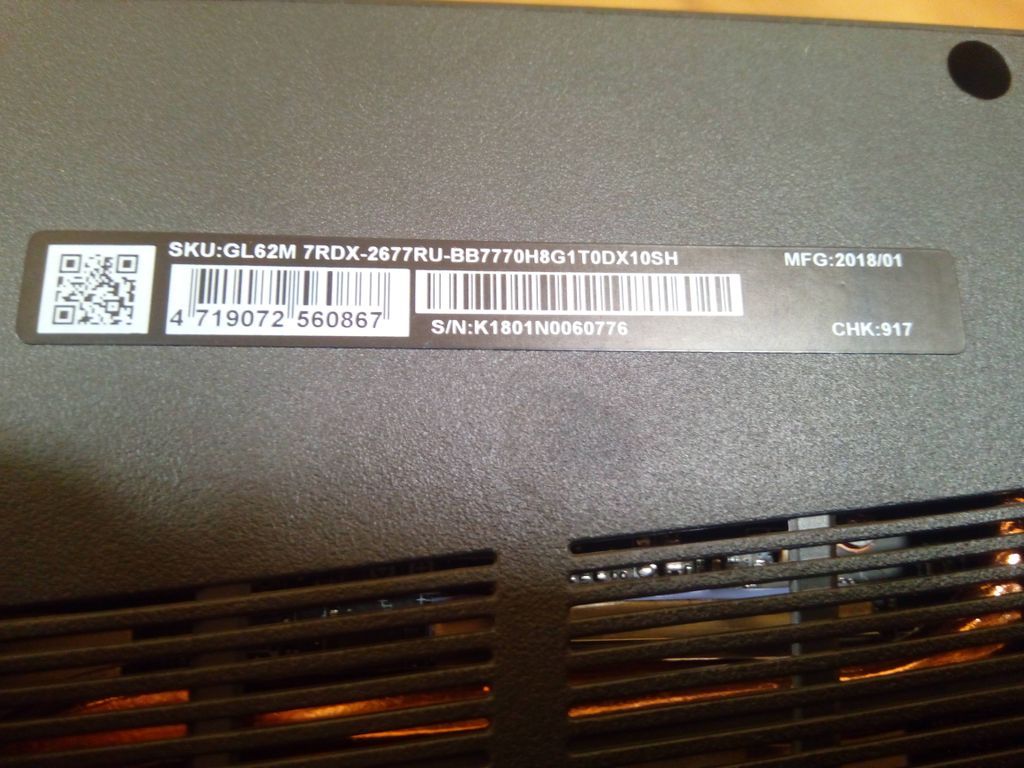 SKU:GL62M 7RDX-2677RU-BB7770H8G1T0DX10SH
MFG:2018/01
4 719072 560867
S/N:K1801N0060776
CHK:917